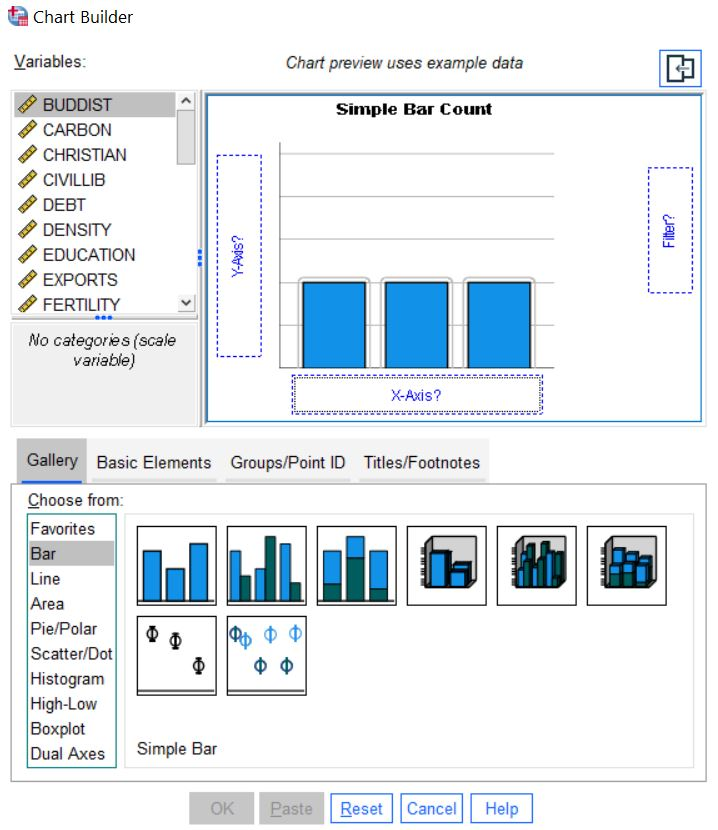 Chart Builder
Variables:
Chart preview uses example data
BUDDIST
CARBON
CHRISTIAN
CIVILLIB
DEBT
DENSITY
EDUCATION
EXPORTS
FERTILITY
No categories (scale
variable)
Simple Bar Count
Y-Axis?
Filter?
X-Axis?
Gallery
Basic Elements
Groups/Point ID
Titles/Footnotes
Choose from:
Favorites
Bar
Line
Area
Pie/Polar
Scatter/Dot
Histogram
High-Low
Boxplot
Dual Axes
Simple Bar
OK
Paste
Reset
Cancel
Help